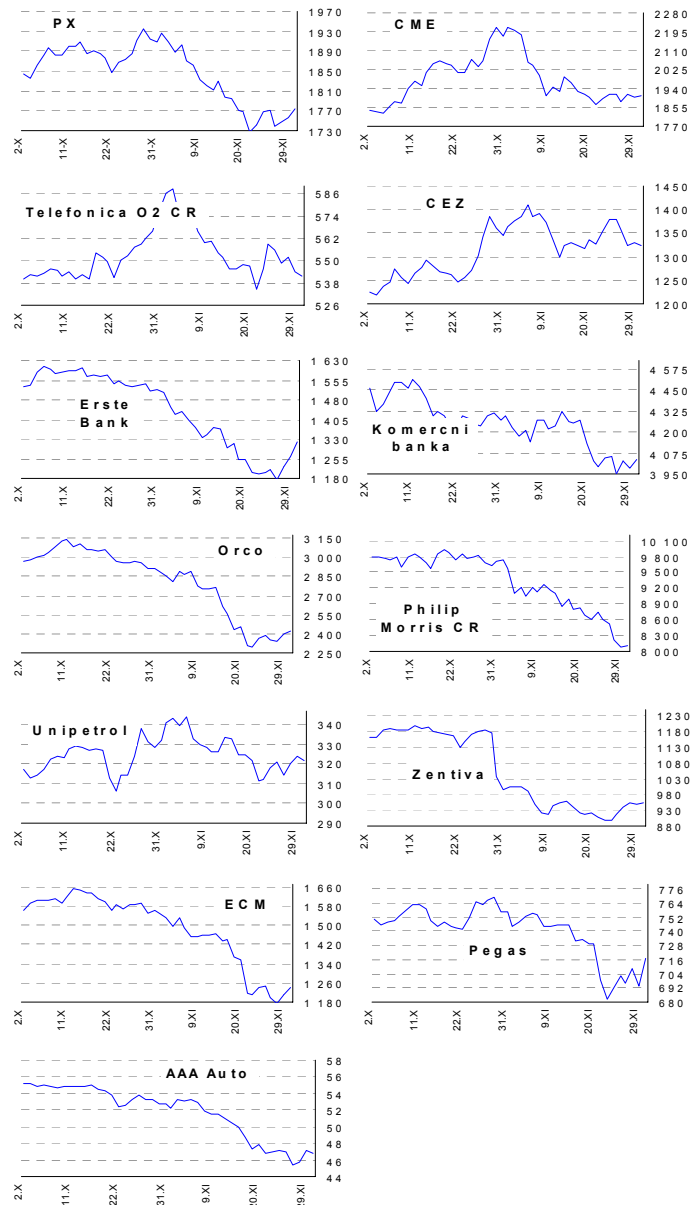 PX
1970
1930
1890
1850
1810
1770
1730
2.X
11.X
22.X
31.X
9.XI
20.XI
29.XI
CME
2280
2195
2110
2025
1940
1855
1770
2.X
11.X
22.X
31.X
9.XI
20.XI
29.XI
Telefonica O2 CR
586
574
562
550
538
526
2.X
11.X
22.X
31.X
9.XI
20.XI
29.XI
CEZ
1450
1400
1350
1300
1250
1200
2.X
11.X
22.X
31.X
9.XI
20.XI
29.XI
Erste
Bank
1 630
1 555
1 480
1 405
1 330
1 255
1 180
2.X
11.X
22.X
31.X
9.XI
20.XI
29.XI
Komercni
banka
4 575
4 450
4 325
4 200
4 075
3 950
2.X
11.X
22.X
31.X
9.XI
20.XI
29.XI
Orco
3 150
3 000
2 850
2 700
2 550
2 400
2 250
2.X
11.X
22.X
31.X
9.XI
20.XI
29.XI
Philip
Morris CR
10 100
9 800
9 500
9 200
8 900
8 600
8 300
8 000
2.X
11.X
22.X
31.X
9.XI
20.XI
29.XI
Unipetrol
340
330
320
310
300
290
2.X
11.X
22.X
31.X
9.XI
20.XI
29.XI
Zentiva
1230
1180
1130
1080
1030
980
930
880
2.X
11.X
22.X
31.X
9.XI
20.XI
29.XI
ECM
1 660
1 580
1 500
1 420
1 340
1 260
1 180
2.X
11.X
22.X
31.X
9.XI
20.XI
29.XI
Pegas
776
764
752
740
728
716
704
692
680
2.X
11.X
22.X
31.X
9.XI
20.XI
29.XI
AAA Auto
58
56
54
52
50
48
46
44
2.X
11.X
22.X
31.X
9.XI
20.XI
29.XI